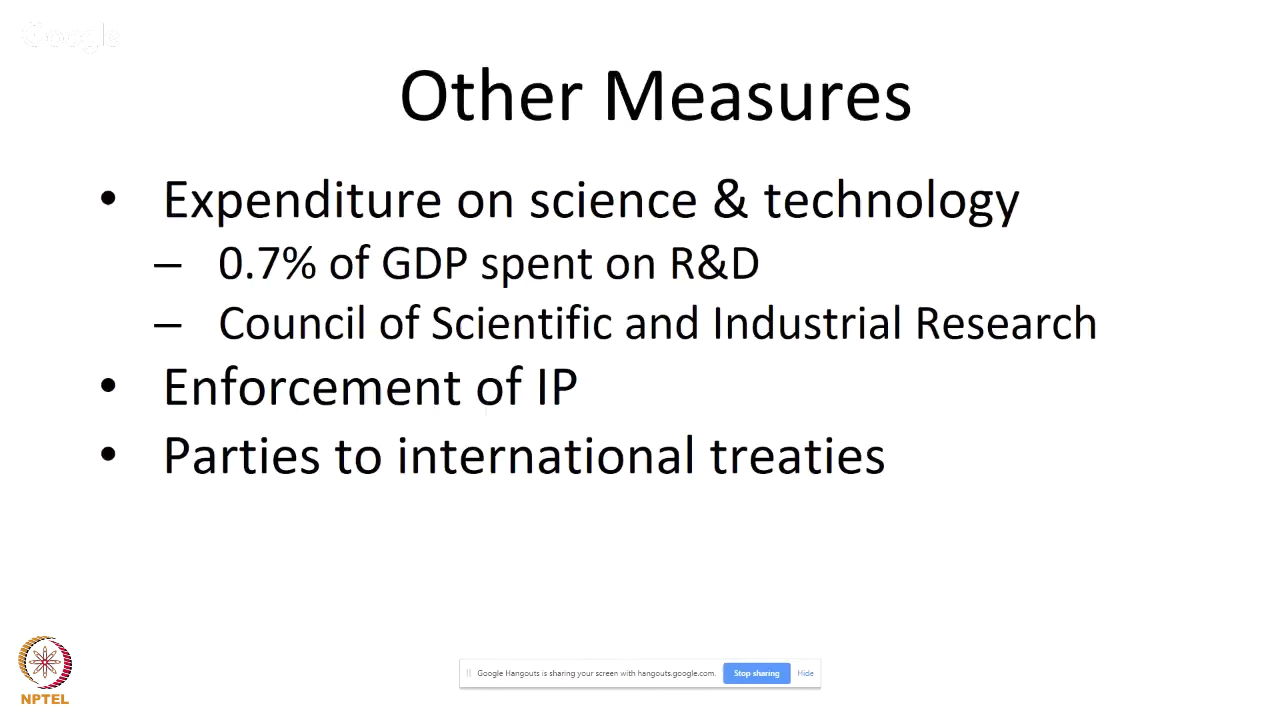 Google
Other Measures
• Expenditure on science & technology
– 0.7% of GDP spent on R&D
– Council of Scientific and Industrial Research
• Enforcement of IP
• Parties to international treaties
Google Hangouts is sharing your screen with hangouts.google.com. Stop sharing Hide
NPTEL